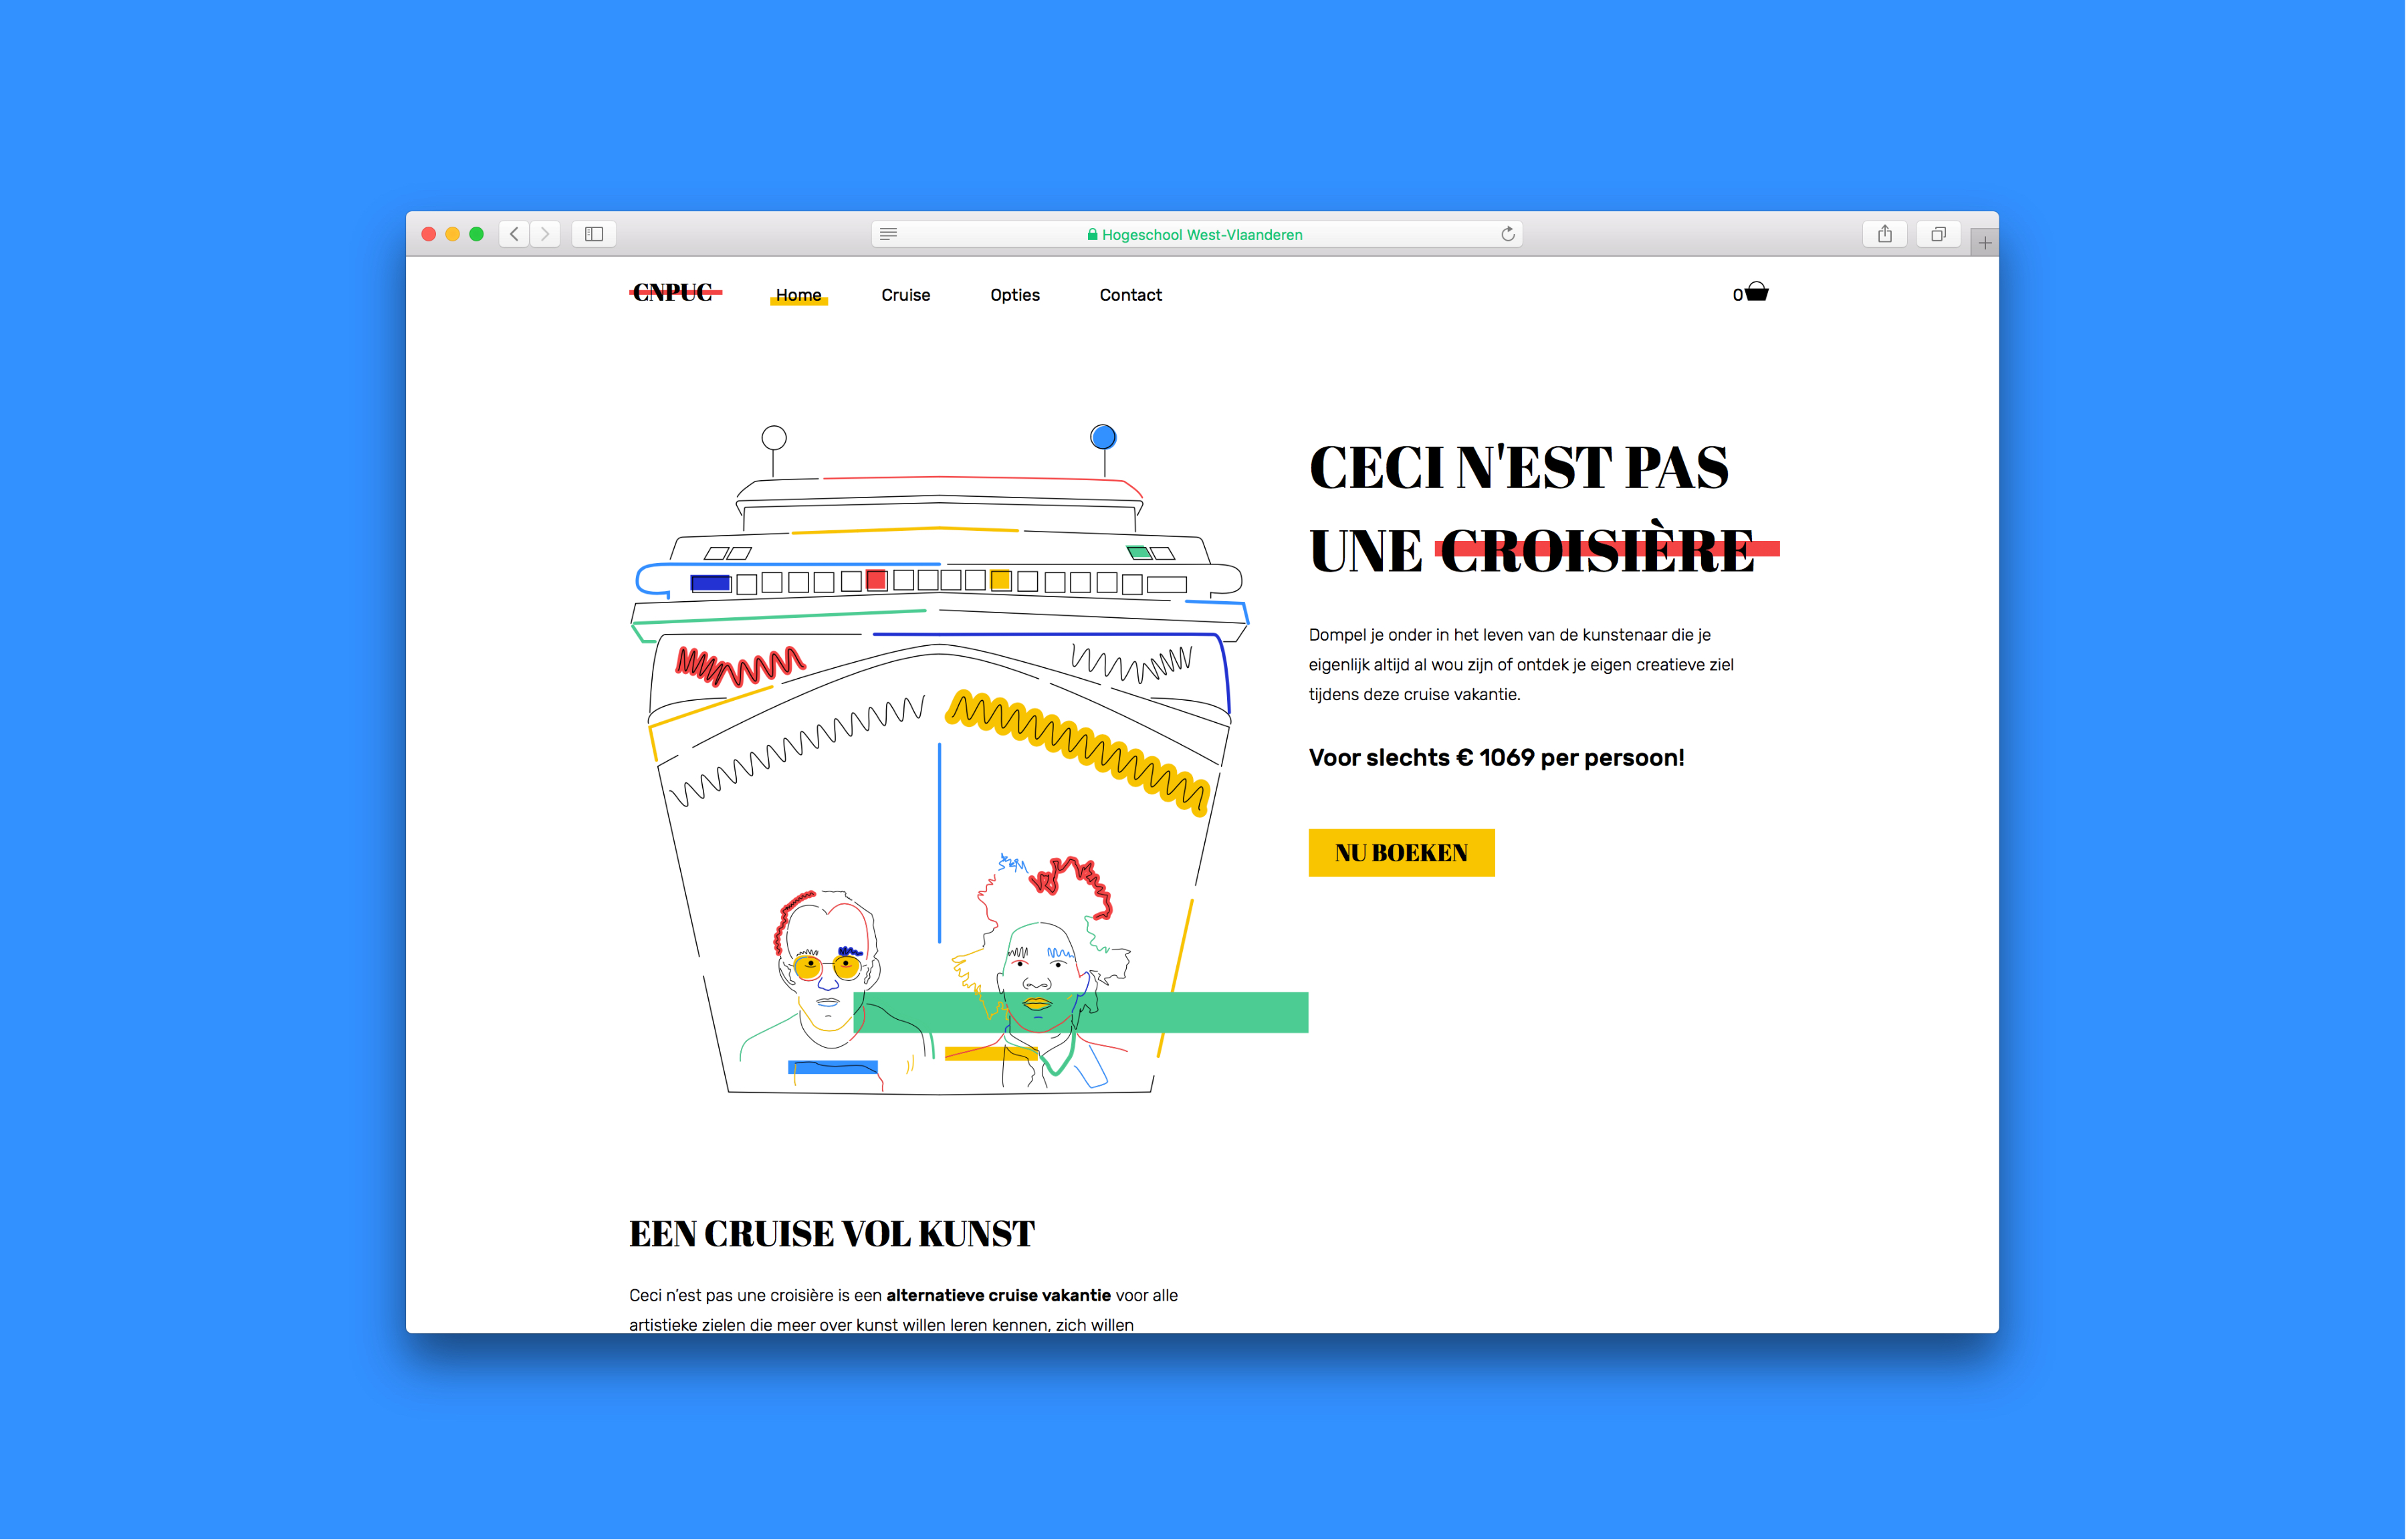 Hogeschool West-Vlaanderen
CNPUC Home Cruise Opties Contact 0
CECI N'EST PAS
UNE CROISIÈRE
Dompel je onder in het leven van de kunstenaar die je
eigenlijk altijd al wou zijn of ontdek je eigen creatieve ziel
tijdens deze cruise vakantie.
Voor slechts € 1069 per persoon!
NU BOEKEN
EEN CRUISE VOL KUNST
Ceci n'est pas une croisière is een alternatieve cruise vakantie voor alle
artistieke zielen die meer over kunst willen leren kennen, zich willen